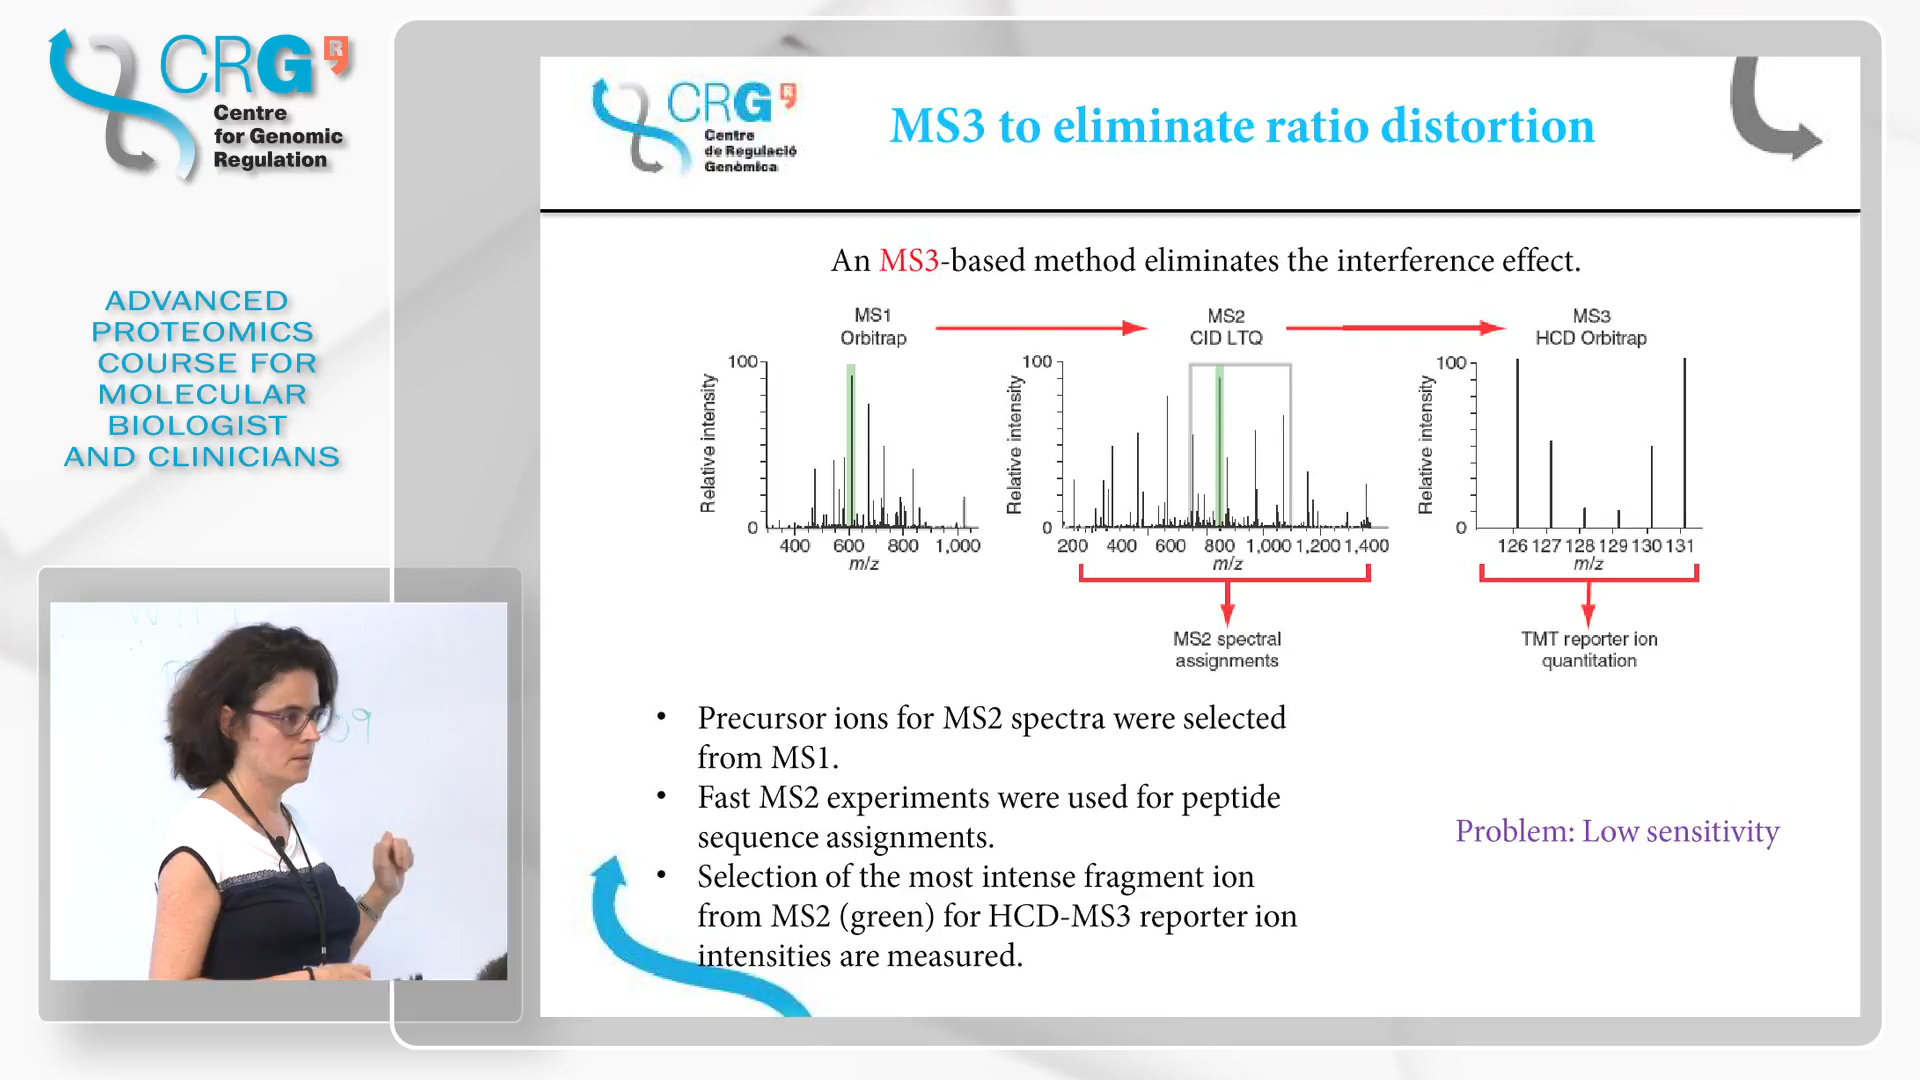 CRG
R
Centre
for Genomic
Regulation
ADVANCED
PROTEOMICS
COURSE FOR
MOLECULAR
BIOLOGIST
AND CLINICIANS
CRG
Centre
de Regulació
Genòmica
MS3 to eliminate ratio distortion
An MS3-based method eliminates the interference effect.
MS1
Orbitrap
MS2
CID LTQ
MS3
HCD Orbitrap
Relative intensity
100
0
400 600 800 1,000
m/z
Relative intensity
100
0
200 400 600 800 1,000 1,200 1,400
m/z
Relative intensity
100
0
126 127 128 129 130 131
m/z
MS2 spectral
assignments
TMT reporter ion
quantitation
• Precursor ions for MS2 spectra were selected
from MS1.
• Fast MS2 experiments were used for peptide
sequence assignments.
• Selection of the most intense fragment ion
from MS2 (green) for HCD-MS3 reporter ion
intensities are measured.
Problem: Low sensitivity